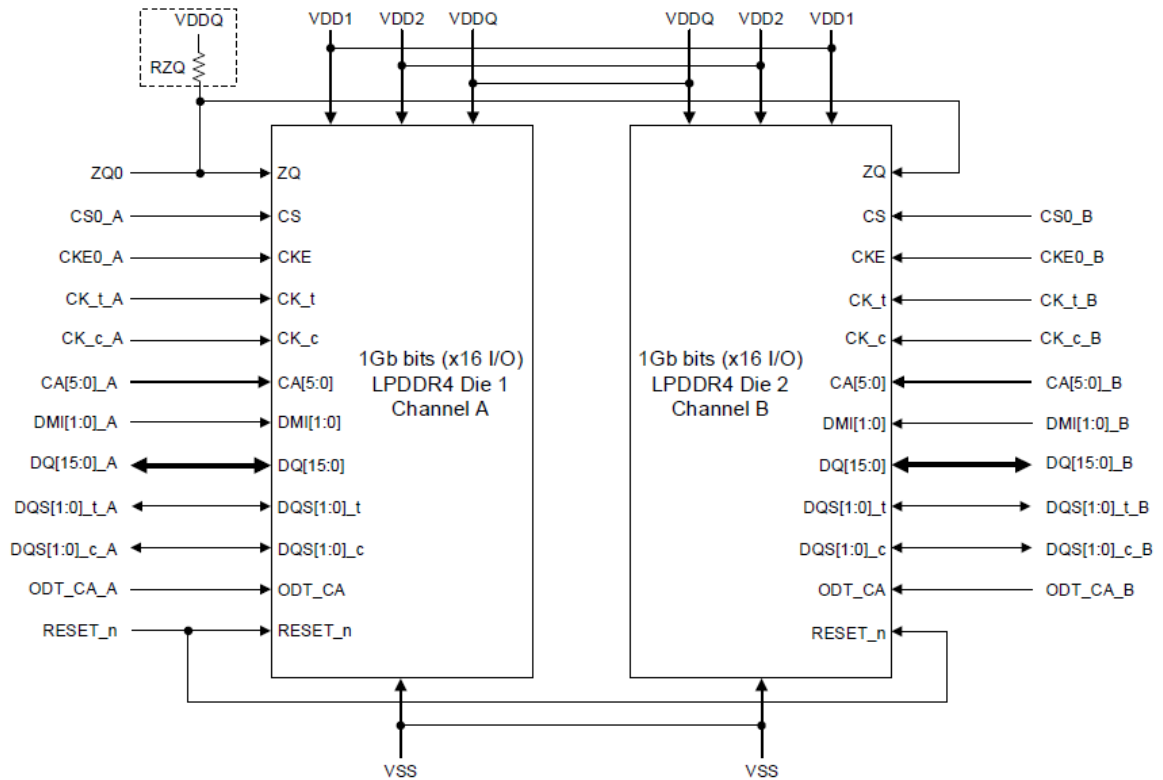 VDDQ
RZQ
VDD1
VDD2
VDDQ
VDDQ
VDD2
VDD1
ZQ0
ZQ
ZQ
CS0_A
CS
CS
CS0_B
CKE0_A
CKE
CKE
CKE0_B
CK_t_A
CK_t
CK_t
CK_t_B
CK_c_A
CK_c
CK_c
CK_c_B
1Gb bits (x16 I/O)
LPDDR4 Die 1
Channel A
1Gb bits (x16 I/O)
LPDDR4 Die 2
Channel B
CA[5:0]_A
CA[5:0]
CA[5:0]
CA[5:0]_B
DMI[1:0]_A
DMI[1:0]
DMI[1:0]
DMI[1:0]_B
DQ[15:0]_A
DQ[15:0]
DQ[15:0]
DQ[15:0]_B
DQS[1:0]_t_A
DQS[1:0]_t
DQS[1:0]_t
DQS[1:0]_t_B
DQS[1:0]_c_A
DQS[1:0]_c
DQS[1:0]_c
DQS[1:0]_c_B
ODT_CA_A
ODT_CA
ODT_CA
ODT_CA_B
RESET_n
RESET_n
RESET_n
VSS
VSS